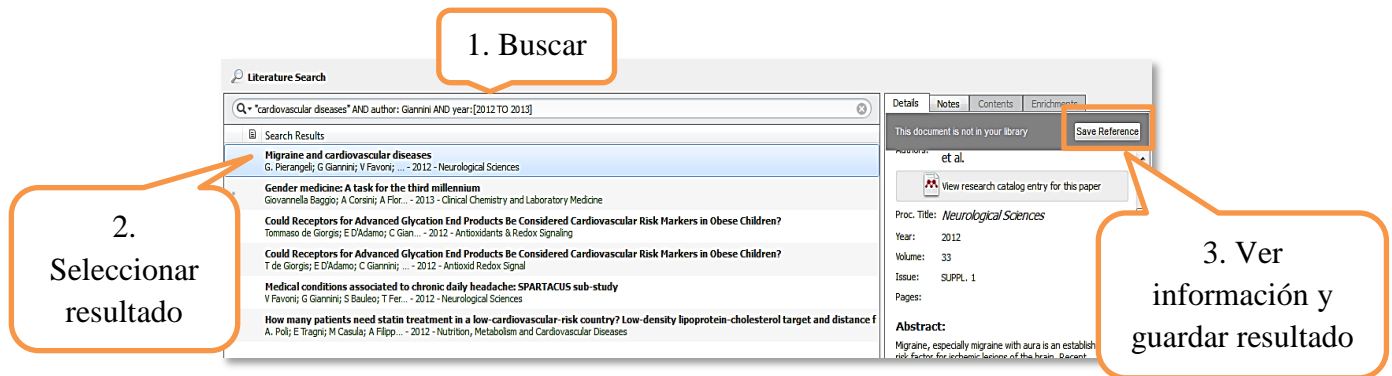 1. Buscar
Literature Search
"cardiovascular diseases" AND author: Giannini AND year:[2012 TO 2013]
Search Results
Migraine and cardiovascular diseases
G. Pierangeli; G Giannini; V Favoni; ... - 2012 - Neurological Sciences
Gender medicine: A task for the third millennium
Giovannella Baggio; A Corsini; A Flor... - 2013 - Clinical Chemistry and Laboratory Medicine
Could Receptors for Advanced Glycation End Products Be Considered Cardiovascular Risk Markers in Obese Children?
Tommaso de Giorgis; E D'Adamo; C Gian... - 2012 - Antioxidants & Redox Signaling
Could Receptors for Advanced Glycation End Products Be Considered Cardiovascular Risk Markers in Obese Children?
T de Giorgis; E D'Adamo; C Giannini; ... - 2012 - Antioxid Redox Signal
Medical conditions associated to chronic daily headache: SPARTACUS sub-study
V Favoni; G Giannini; S Bauleo; T Fer... - 2012 - Neurological Sciences
How many patients need statin treatment in a low-cardiovascular-risk country? Low-density lipoprotein-cholesterol target and distance f
A. Poli; E Tragni; M Casula; A Filipp... - 2012 - Nutrition, Metabolism and Cardiovascular Diseases
2.
Seleccionar
resultado
Details Notes Contents Enrichments
This document is not in your library Save Reference
et al.
View research catalog entry for this paper
Proc. Title: Neurological Sciences
Year: 2012
Volume: 33
Issue: SUPPL. 1
Pages:
Abstract:
Migraine, especially migraine with aura is an establish
risk factor for ischemic lesions of the brain. Recent
3. Ver
información y
guardar resultado